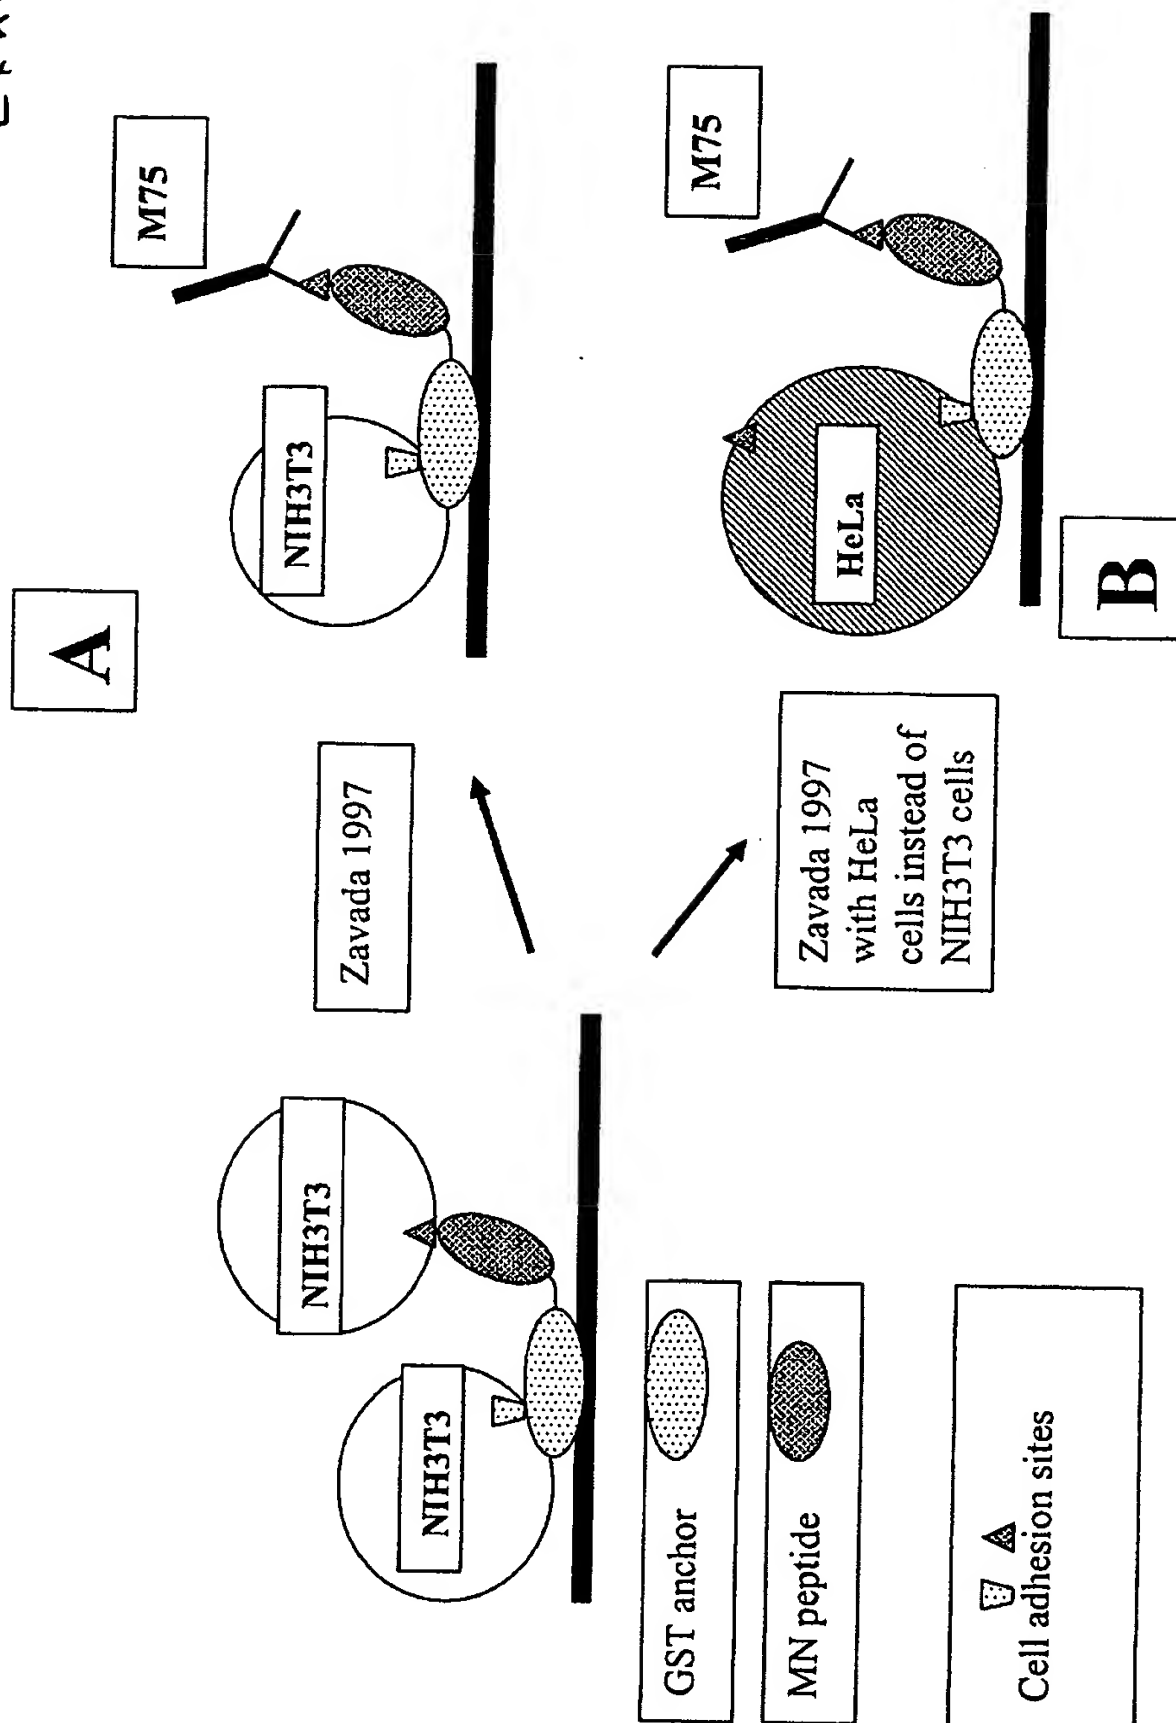 A
Zavada 1997
NIH3T3
M75
NIH3T3
NIH3T3
Zavada 1997
with HeLa
cells instead of
NIH3T3 cells
HeLa
M75
B
GST anchor
MN peptide
Cell adhesion sites